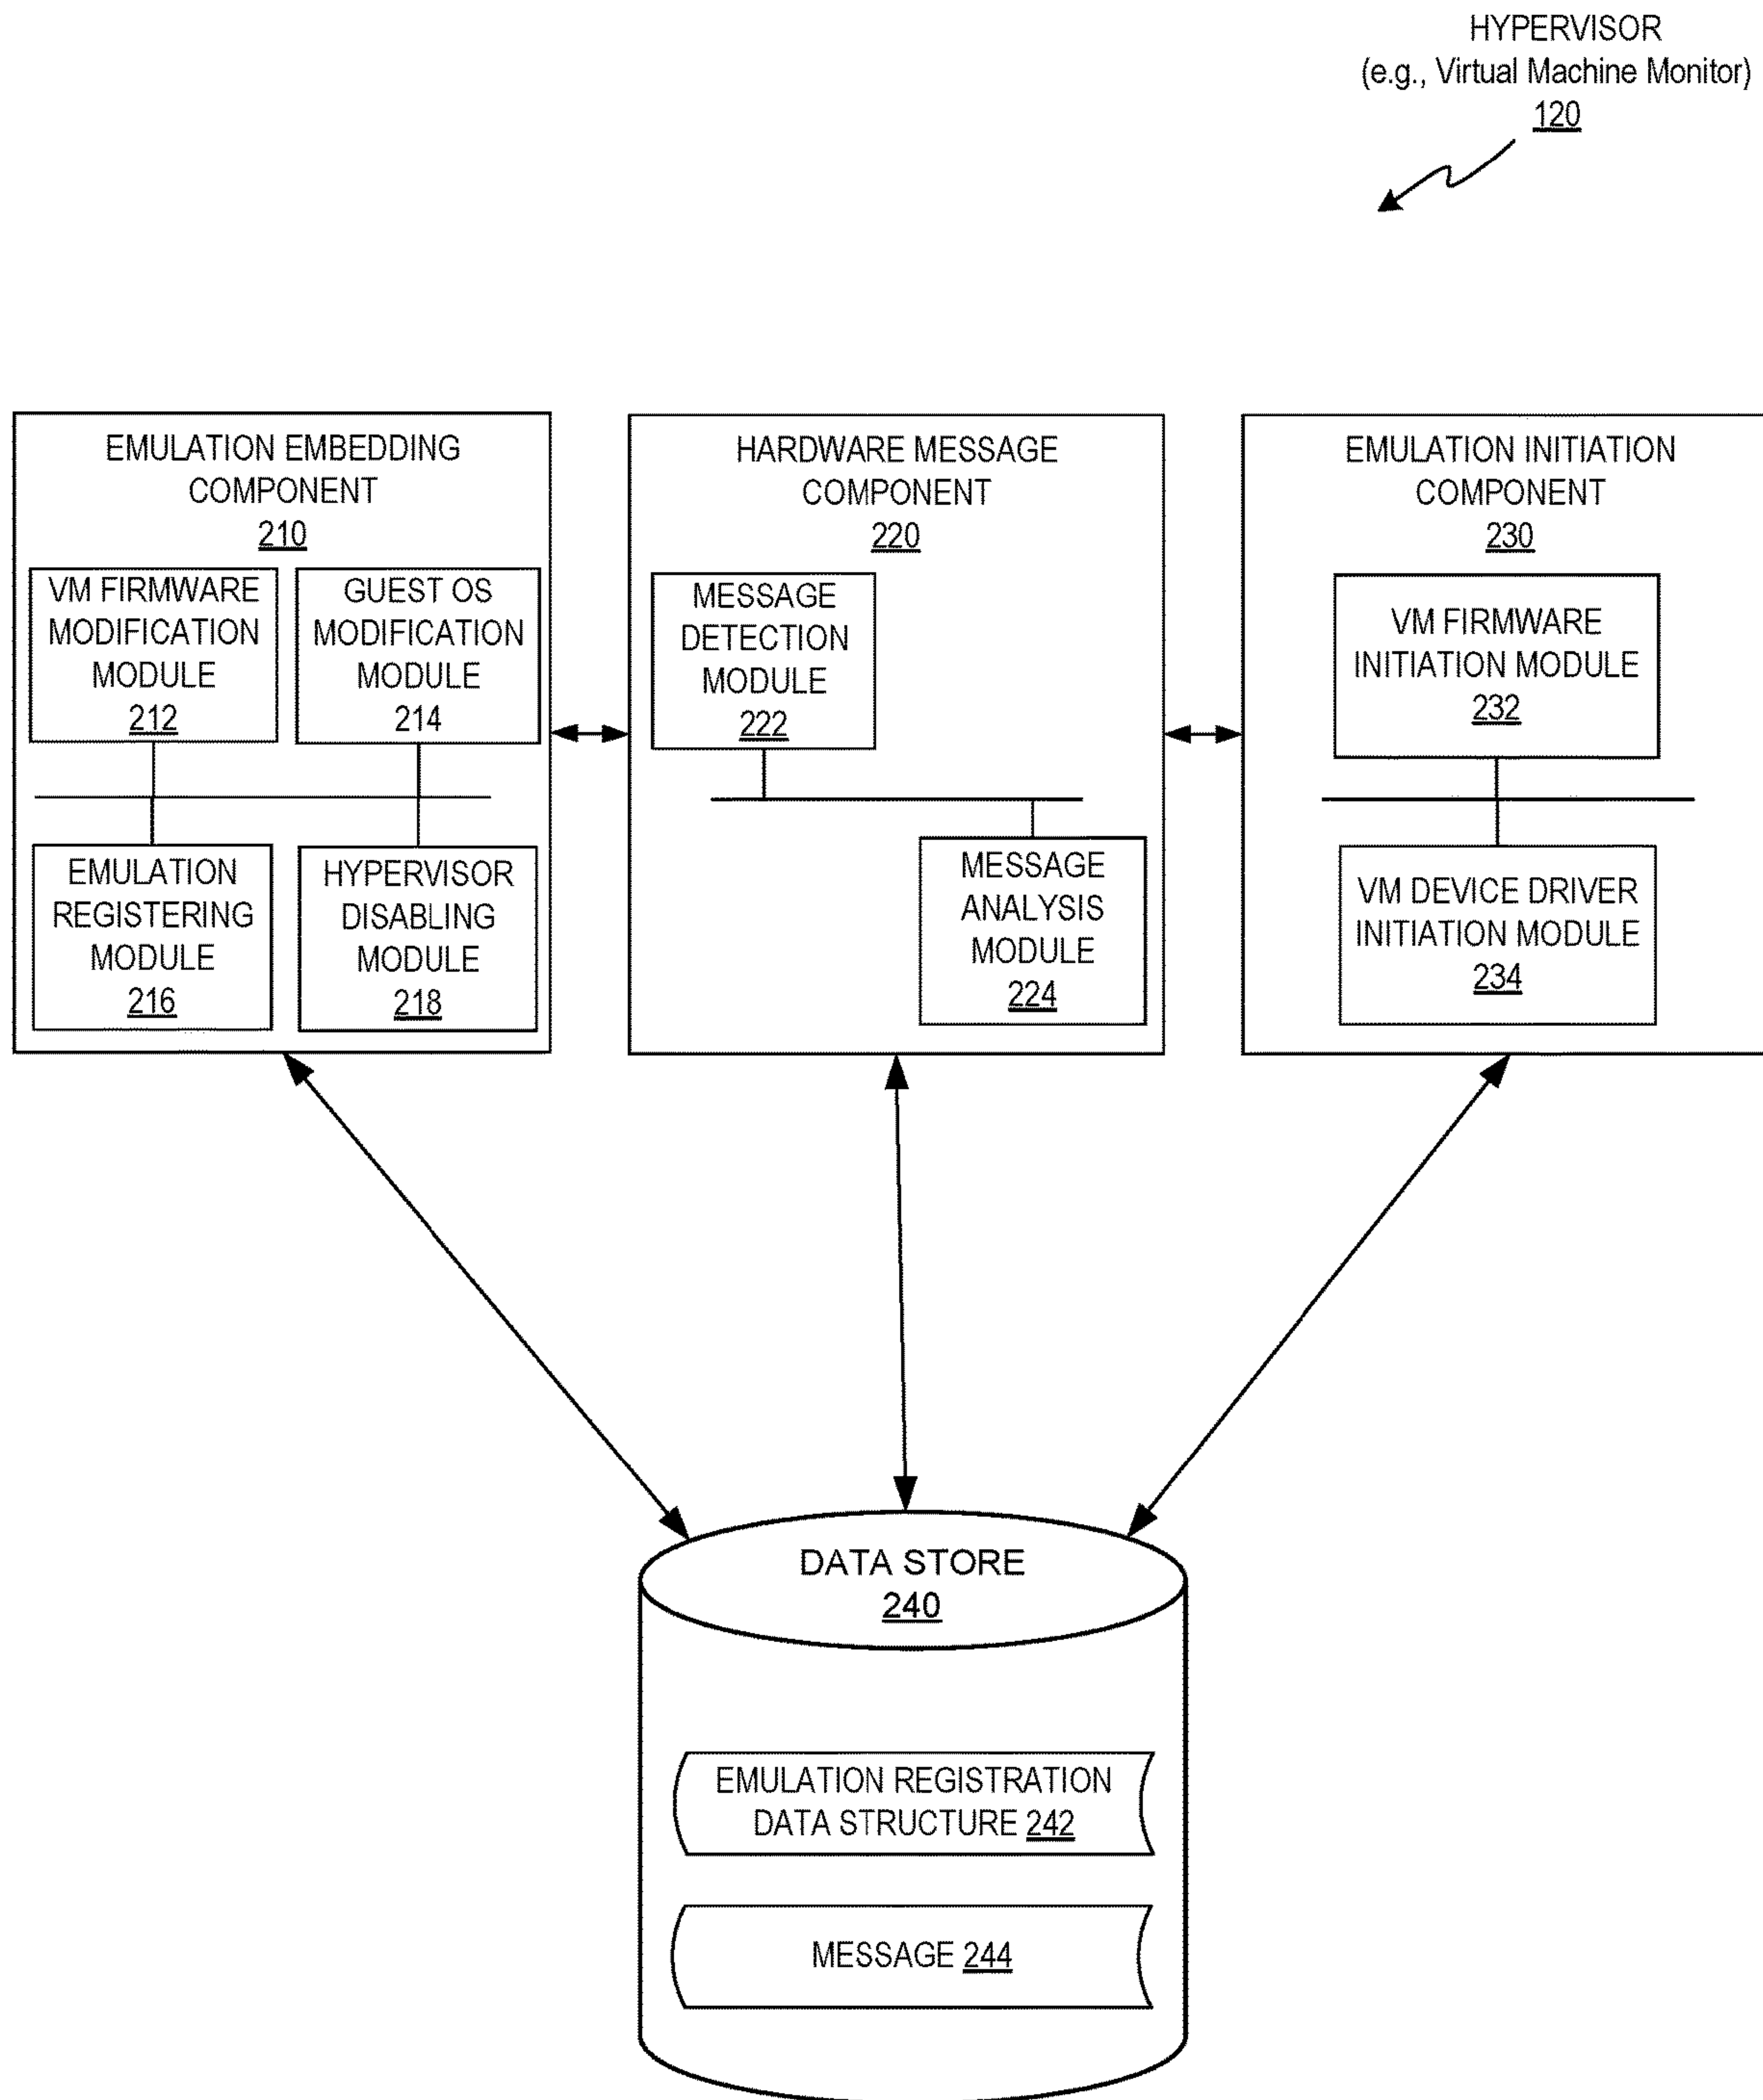 HYPERVISOR
(e.g., Virtual Machine Monitor)
120
EMULATION EMBEDDING
COMPONENT
210
VM FIRMWARE
MODIFICATION
MODULE
212
GUEST OS
MODIFICATION
MODULE
214
EMULATION
REGISTERING
MODULE
216
HYPERVISOR
DISABLING
MODULE
218
HARDWARE MESSAGE
COMPONENT
220
MESSAGE
DETECTION
MODULE
222
MESSAGE
ANALYSIS
MODULE
224
EMULATION INITIATION
COMPONENT
230
VM FIRMWARE
INITIATION MODULE
232
VM DEVICE DRIVER
INITIATION MODULE
234
DATA STORE
240
EMULATION REGISTRATION
DATA STRUCTURE 242
MESSAGE 244